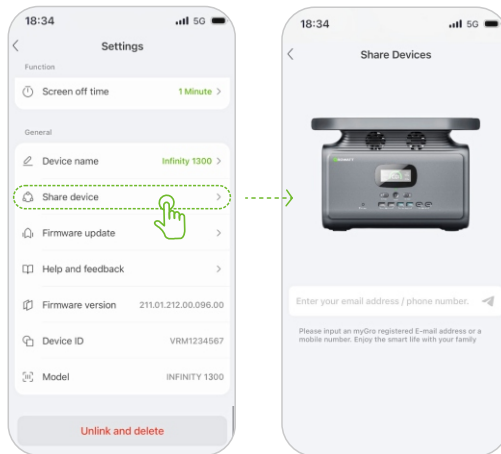 18:34
5G
Settings
Function
Screen off time
1 Minute
General
Device name
Infinity 1300
Share device
Firmware update
Help and feedback
Firmware version
211.01.212.00.096.00
Device ID
VRM1234567
Model
INFINITY 1300
Unlink and delete
18:34
5G
Share Devices
Enter your email address / phone number.
Please input an myGro registered E-mail address or a
mobile number. Enjoy the smart life with your family